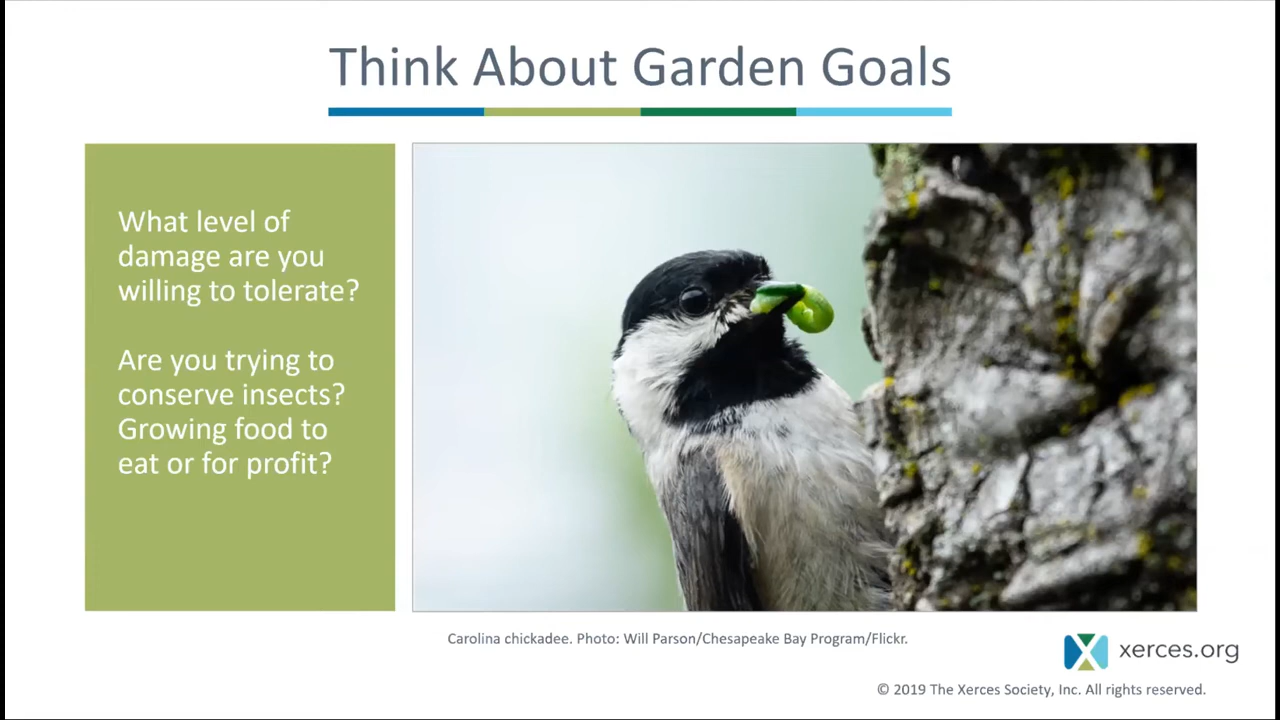 Think About Garden Goals
What level of
damage are you
willing to tolerate?
Are you trying to
conserve insects?
Growing food to
eat or for profit?
Carolina chickadee. Photo: Will Parson/Chesapeake Bay Program/Flickr.
xerces.org
© 2019 The Xerces Society, Inc. All rights reserved.